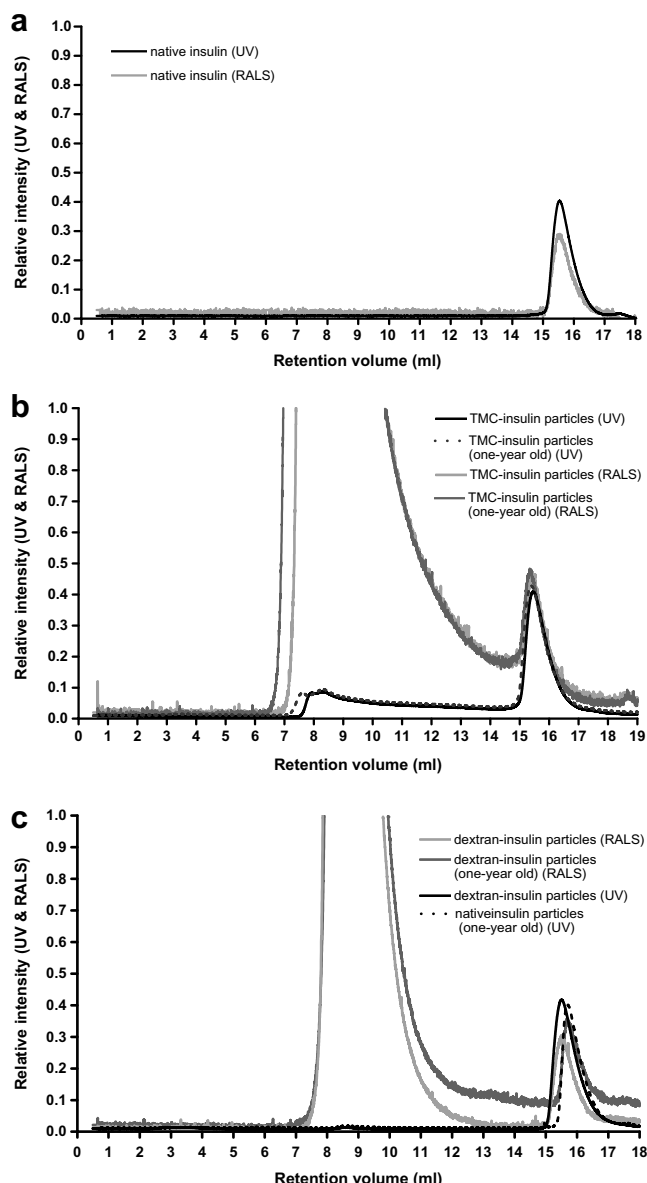 a
Relative intensity (UV & RALS)
1.0
0.9
0.8
0.7
0.6
0.5
0.4
0.3
0.2
0.1
0.0
native insulin (UV)
native insulin (RALS)
0 1 2 3 4 5 6 7 8 9 10 11 12 13 14 15 16 17 18
Retention volume (ml)
b
Relative intensity (UV & RALS)
1.0
0.9
0.8
0.7
0.6
0.5
0.4
0.3
0.2
0.1
0.0
TMC-insulin particles (UV)
TMC-insulin particles
(one-year old) (UV)
TMC-insulin particles (RALS)
TMC-insulin particles
(one-year old) (RALS)
0 1 2 3 4 5 6 7 8 9 10 11 12 13 14 15 16 17 18 19
Retention volume (ml)
c
Relative intensity (UV & RALS)
1.0
0.9
0.8
0.7
0.6
0.5
0.4
0.3
0.2
0.1
0.0
dextran-insulin particles (RALS)
dextran-insulin particles
(one-year old) (RALS)
dextran-insulin particles (UV)
nativeinsulin particles
(one-year old) (UV)
0 1 2 3 4 5 6 7 8 9 10 11 12 13 14 15 16 17 18
Retention volume (ml)